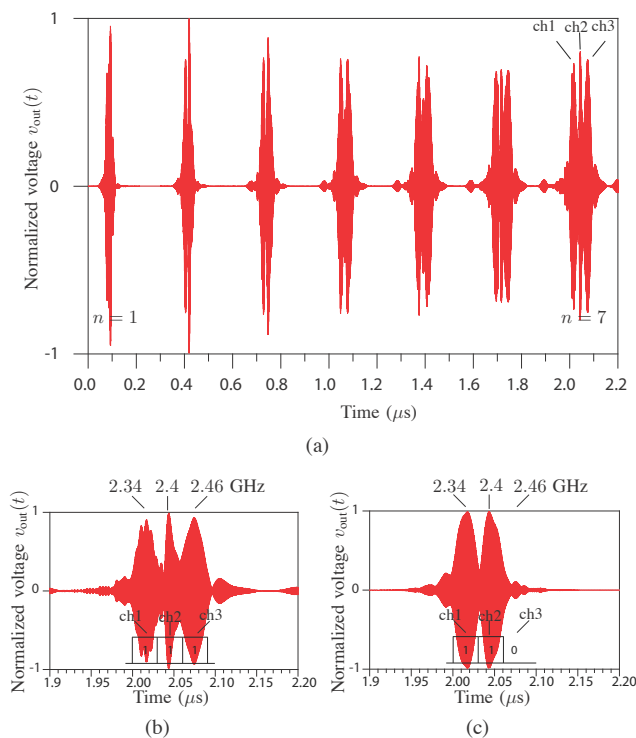 1
ch1 ch2 ch3
Normalized voltage v_out(t)
0
n = 1
n = 7
-1
0.0 0.2 0.4 0.6 0.8 1.0 1.2 1.4 1.6 1.8 2.0 2.2
Time (μs)
(a)
2.34 2.4 2.46 GHz
1
Normalized voltage v_out(t)
0
ch1 ch2 ch3
1 1 1
-1
1.90 1.95 2.00 2.05 2.10 2.15 2.20
Time (μs)
(b)
2.34 2.4 2.46 GHz
1
Normalized voltage v_out(t)
0
ch1 ch2 ch3
1 1 0
-1
1.9 1.95 2.00 2.05 2.10 2.15 2.20
Time (μs)
(c)